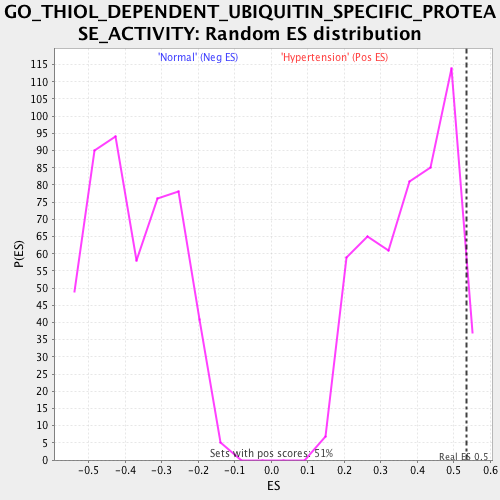 GO_THIOL_DEPENDENT_UBIQUITIN_SPECIFIC_PROTEA
SE_ACTIVITY: Random ES distribution
'Normal' (Neg ES)
'Hypertension' (Pos ES)
115
110
105
100
95
90
85
80
75
70
65
60
55
50
45
40
35
30
25
20
15
10
5
0
P(ES)
Sets with pos scores: 51%
Real ES 0.5
-0.5 -0.4 -0.3 -0.2 -0.1 0.0 0.1 0.2 0.3 0.4 0.5 0.6
ES